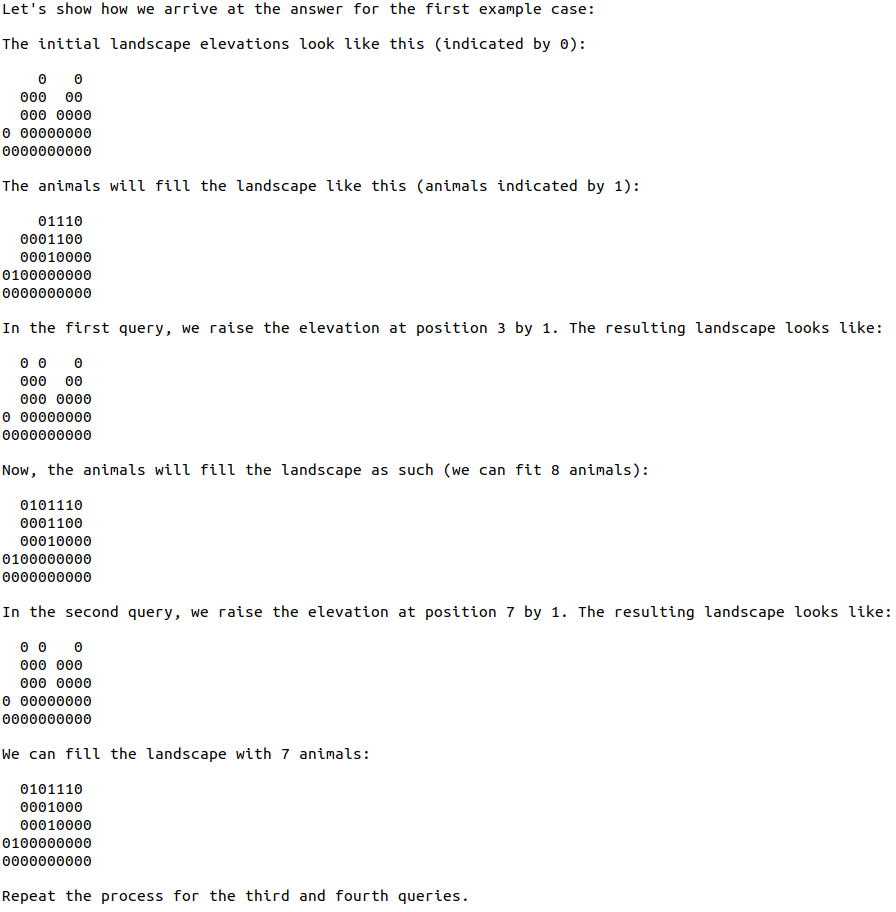 Let's show how we arrive at the answer for the first example case:
The initial landscape elevations look like this (indicated by 0):
    0   0
  000  00
  000 0000
0 00000000
0000000000
The animals will fill the landscape like this (animals indicated by 1):
    01110
  0001100
  00010000
0100000000
0000000000
In the first query, we raise the elevation at position 3 by 1. The resulting landscape looks like:
  0 0   0
  000  00
  000 0000
0 00000000
0000000000
Now, the animals will fill the landscape as such (we can fit 8 animals):
  0101110
  0001100
  00010000
0100000000
0000000000
In the second query, we raise the elevation at position 7 by 1. The resulting landscape looks like:
  0 0   0
  000 000
  000 0000
0 00000000
0000000000
We can fill the landscape with 7 animals:
  0101110
  0001000
  00010000
0100000000
0000000000
Repeat the process for the third and fourth queries.